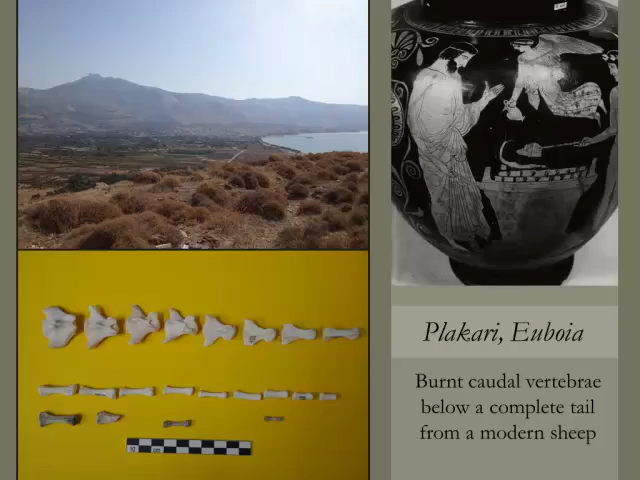 Plakari, Euboia
Burnt caudal vertebrae
below a complete tail
from a modern sheep